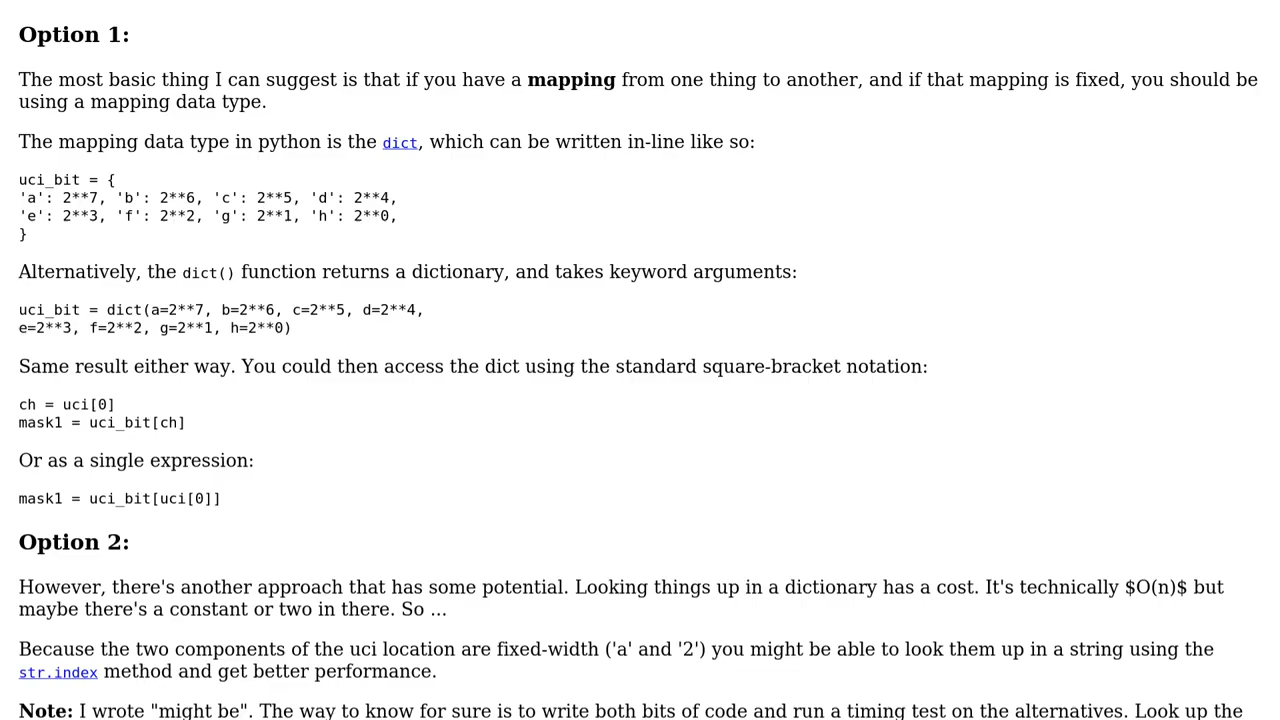 Option 1:
The most basic thing I can suggest is that if you have a mapping from one thing to another, and if that mapping is fixed, you should be
using a mapping data type.
The mapping data type in python is the dict, which can be written in-line like so:
uci_bit = {
'a': 2**7, 'b': 2**6, 'c': 2**5, 'd': 2**4,
'e': 2**3, 'f': 2**2, 'g': 2**1, 'h': 2**0,
}
Alternatively, the dict() function returns a dictionary, and takes keyword arguments:
uci_bit = dict(a=2**7, b=2**6, c=2**5, d=2**4,
e=2**3, f=2**2, g=2**1, h=2**0)
Same result either way. You could then access the dict using the standard square-bracket notation:
ch = uci[0]
mask1 = uci_bit[ch]
Or as a single expression:
mask1 = uci_bit[uci[0]]
Option 2:
However, there's another approach that has some potential. Looking things up in a dictionary has a cost. It's technically $O(n)$ but
maybe there's a constant or two in there. So ...
Because the two components of the uci location are fixed-width ('a' and '2') you might be able to look them up in a string using the
str.index method and get better performance.
Note: I wrote "might be". The way to know for sure is to write both bits of code and run a timing test on the alternatives. Look up the